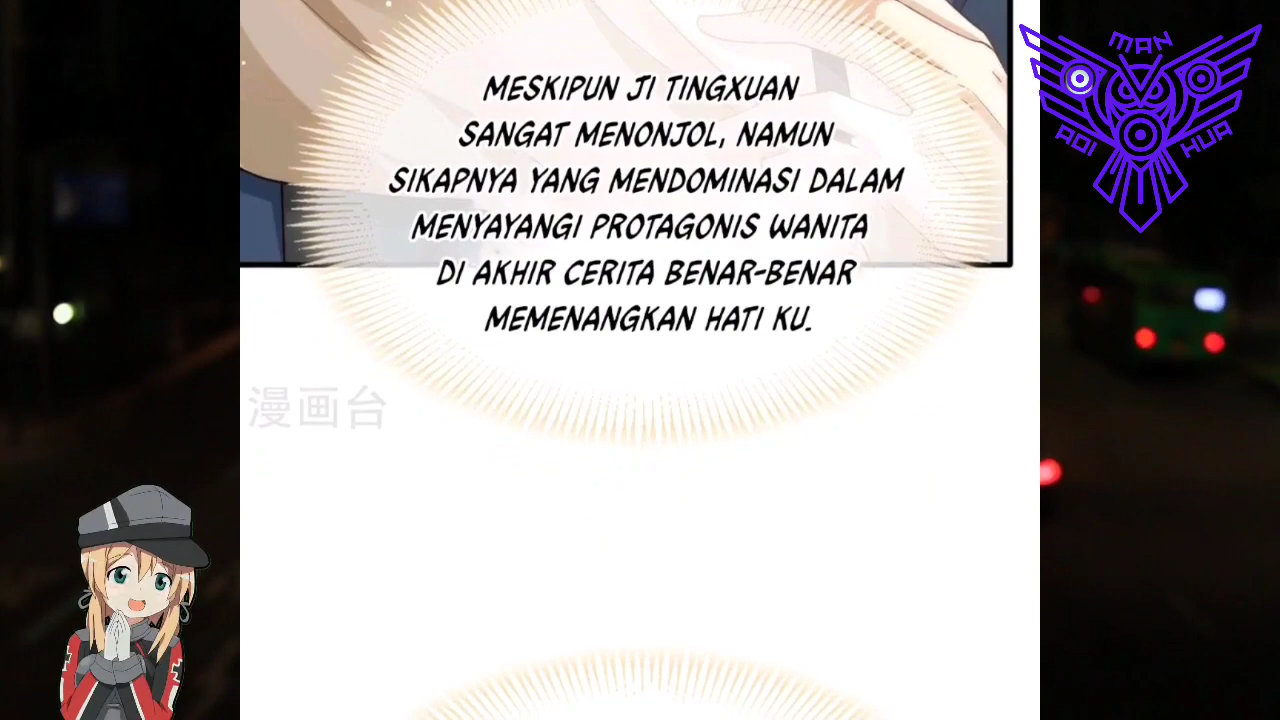 MESKIPUN JI TINGXUAN
SANGAT MENONJOL, NAMUN
SIKAPNYA YANG MENDOMINASI DALAM
MENYAYANGI PROTAGONIS WANITA
DI AKHIR CERITA BENAR-BENAR
MEMENANGKAN HATI KU.
漫画台
MAN
AOI HUA